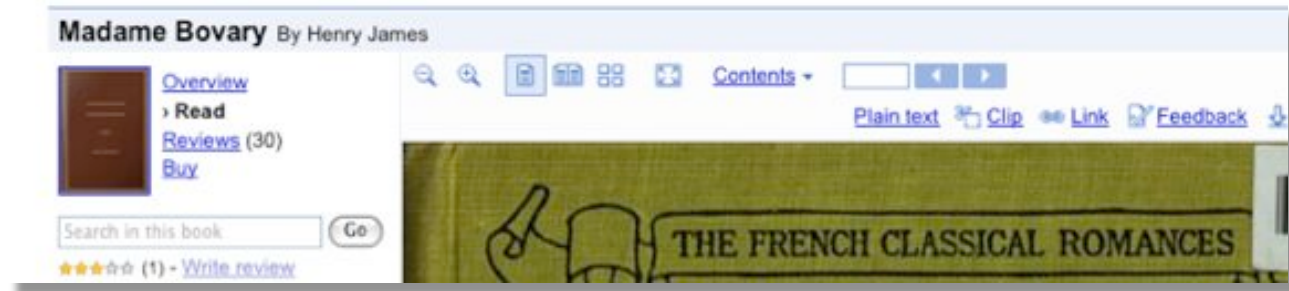 Madame Bovary By Henry James
Overview
› Read
Reviews (30)
Buy
Search in this book Go
(1) - Write review
Contents
Plain text Clip Link Feedback
THE FRENCH CLASSICAL ROMANCES